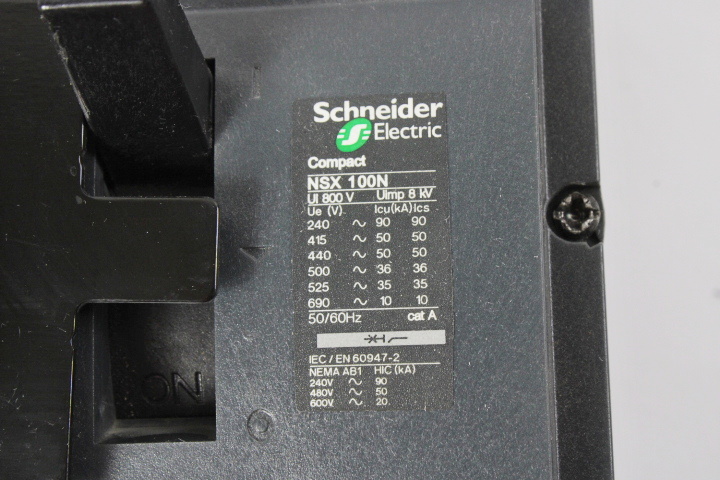 Schneider
Electric
Compact
NSX 100N
Ui 800 V Uimp 8 kV
Ue (V) Icu(kA) Ics
240 ~ 90 90
415 ~ 50 50
440 ~ 50 50
500 ~ 36 36
525 ~ 35 35
690 ~ 10 10
50/60Hz cat A
IEC / EN 60947-2
NEMA AB1 HIC (kA)
240V ~ 90
480V ~ 50
600V ~ 20
ON